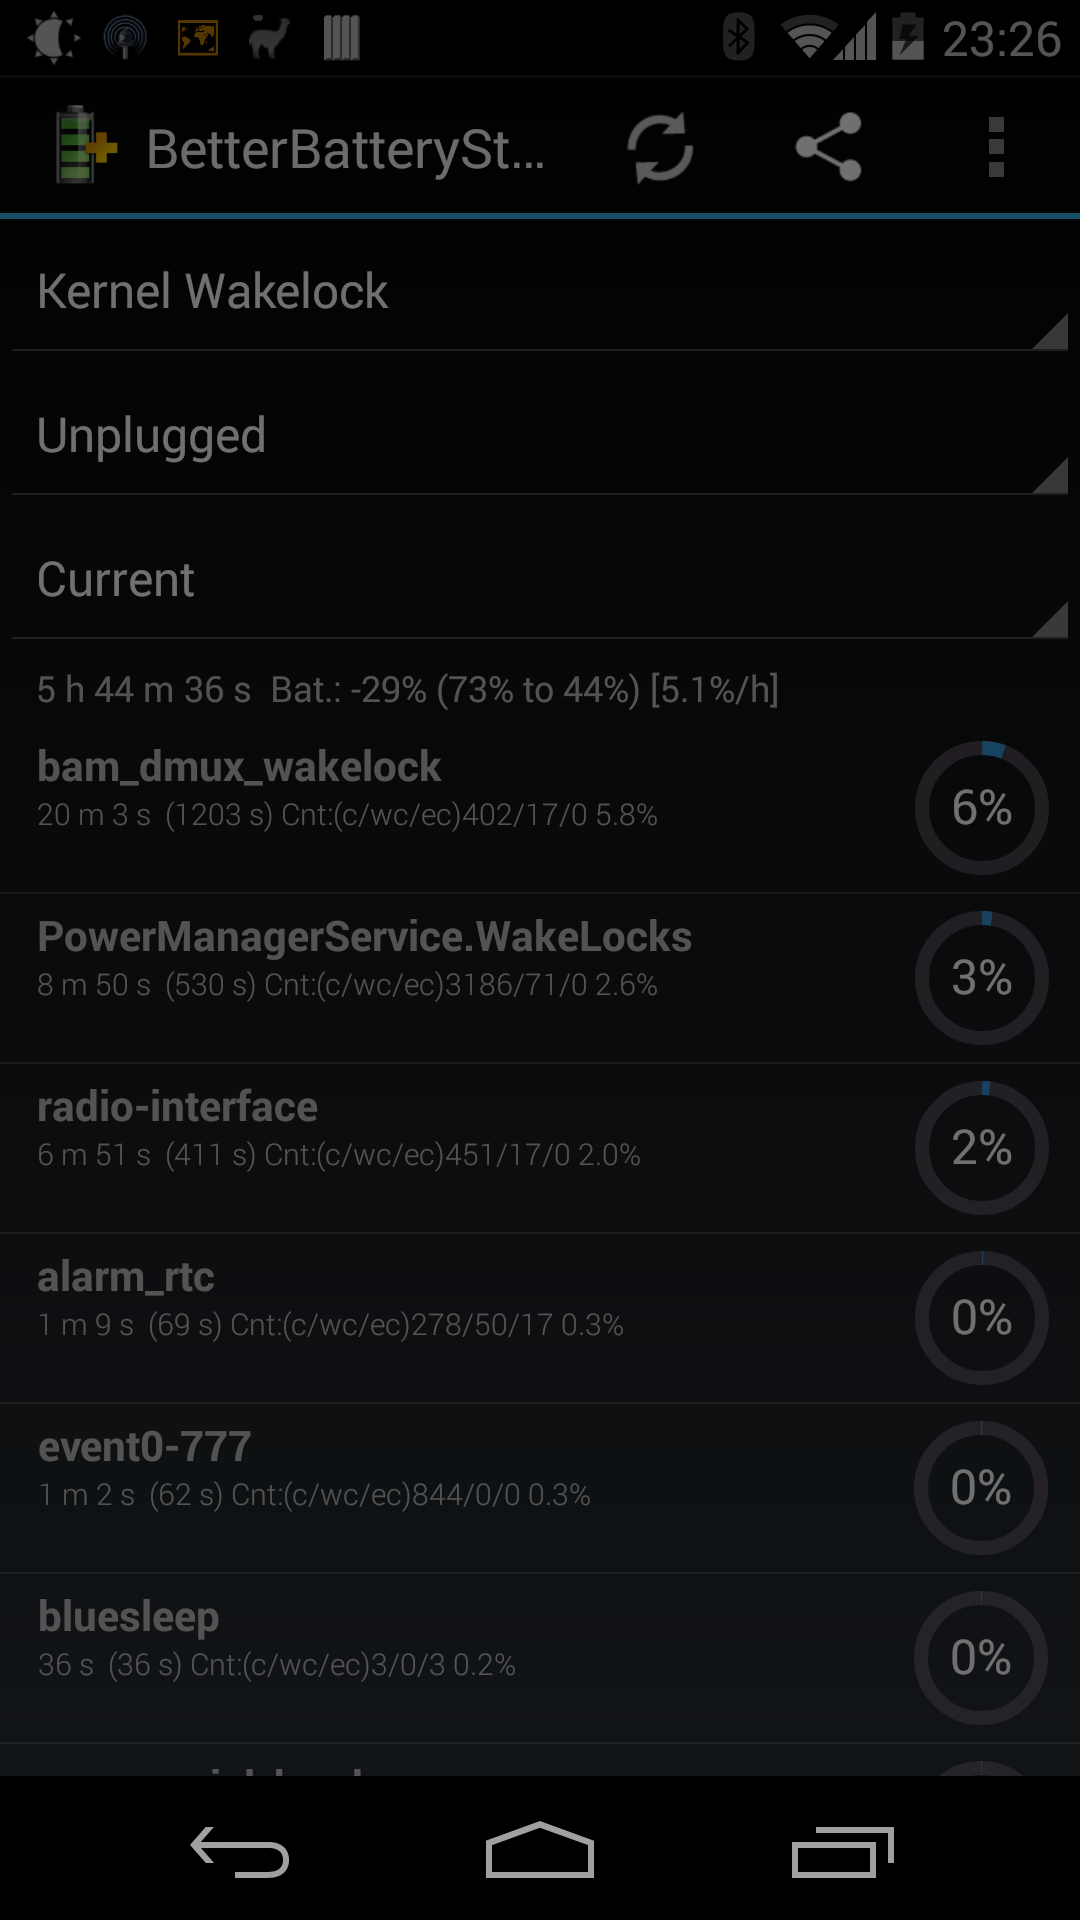 23:26
BetterBatterySt...
Kernel Wakelock
Unplugged
Current
5 h 44 m 36 s  Bat.: -29% (73% to 44%) [5.1%/h]
bam_dmux_wakelock
20 m 3 s  (1203 s) Cnt:(c/wc/ec)402/17/0 5.8%
6%
PowerManagerService.WakeLocks
8 m 50 s  (530 s) Cnt:(c/wc/ec)3186/71/0 2.6%
3%
radio-interface
6 m 51 s  (411 s) Cnt:(c/wc/ec)451/17/0 2.0%
2%
alarm_rtc
1 m 9 s  (69 s) Cnt:(c/wc/ec)278/50/17 0.3%
0%
event0-777
1 m 2 s  (62 s) Cnt:(c/wc/ec)844/0/0 0.3%
0%
bluesleep
36 s  (36 s) Cnt:(c/wc/ec)3/0/3 0.2%
0%